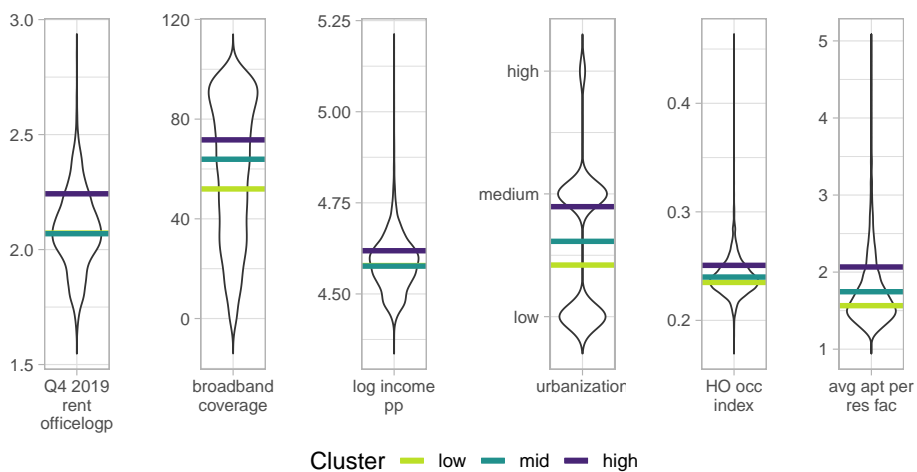 3.0
2.5
2.0
1.5
Q4 2019
rent
officelogp
120
80
40
0
broadband
coverage
5.25
5.00
4.75
4.50
log income
pp
high
medium
low
urbanization
0.4
0.3
0.2
HO occ
index
5
4
3
2
1
avg apt per
res fac
Cluster low mid high